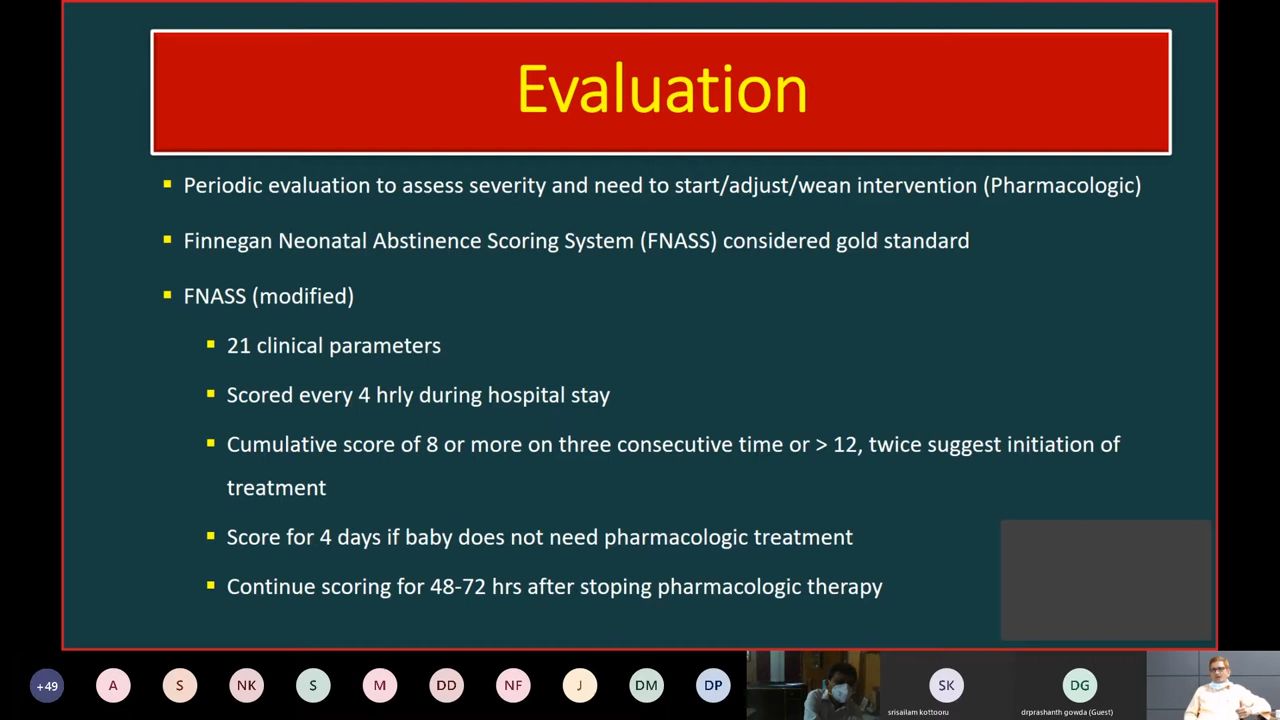 Evaluation
Periodic evaluation to assess severity and need to start/adjust/wean intervention (Pharmacologic)
Finnegan Neonatal Abstinence Scoring System (FNASS) considered gold standard
FNASS (modified)
21 clinical parameters
Scored every 4 hrly during hospital stay
Cumulative score of 8 or more on three consecutive time or > 12, twice suggest initiation of
treatment
Score for 4 days if baby does not need pharmacologic treatment
Continue scoring for 48-72 hrs after stoping pharmacologic therapy
+49 A S NK S M DD NF J DM DP SK DG
srisailam kottooru drprashanth gowda (Guest)